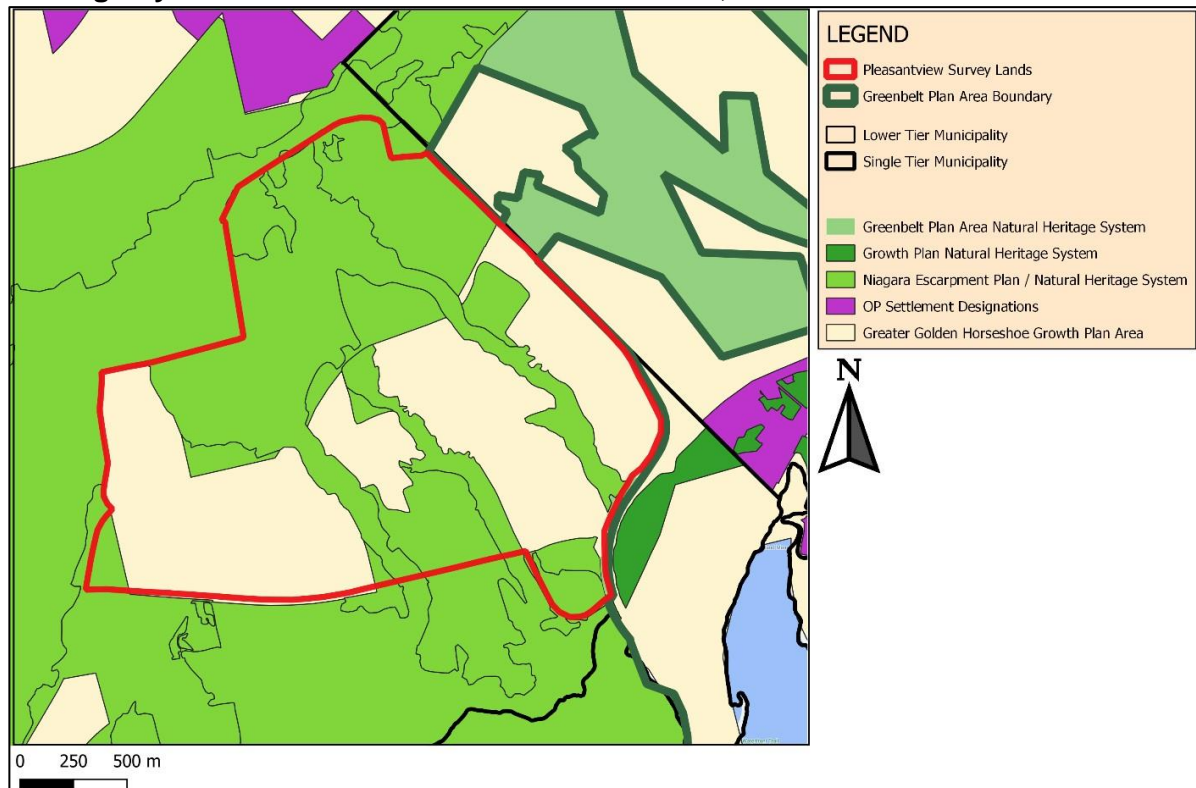 LEGEND
Pleasantview Survey Lands
Greenbelt Plan Area Boundary
Lower Tier Municipality
Single Tier Municipality
Greenbelt Plan Area Natural Heritage System
Growth Plan Natural Heritage System
Niagara Escarpment Plan / Natural Heritage System
OP Settlement Designations
Greater Golden Horseshoe Growth Plan Area
N
0 250 500 m